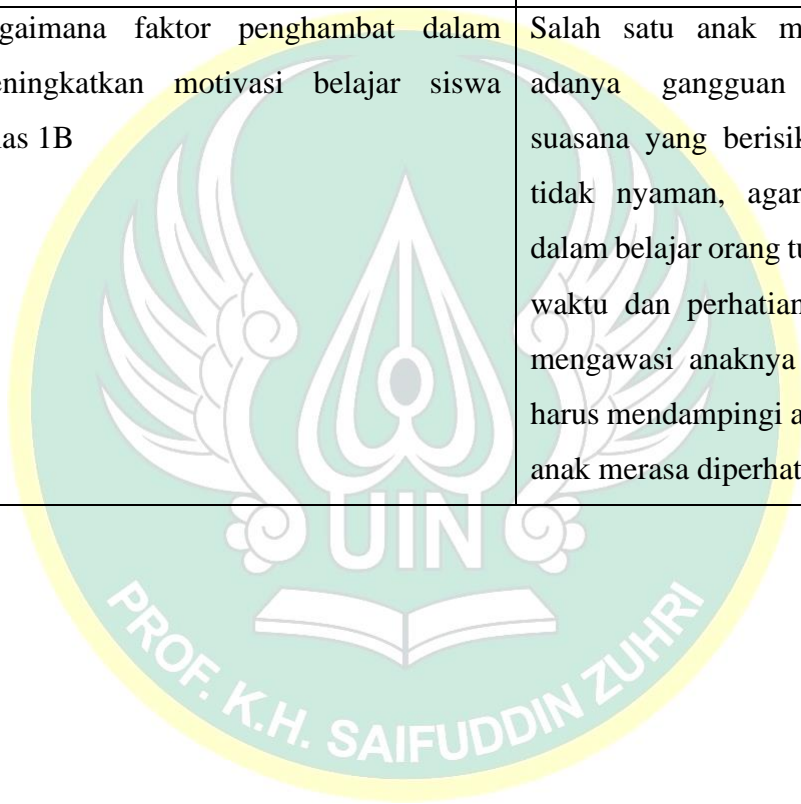 gaimana faktor penghambat dalam
eningkatkan motivasi belajar siswa
as 1B
Salah satu anak m
adanya gangguan
suasana yang berisik
tidak nyaman, agar
dalam belajar orang tu
waktu dan perhatian
mengawasi anaknya
harus mendampingi a
anak merasa diperhat
UIN
PROF. K.H. SAIFUDDIN ZUHRI